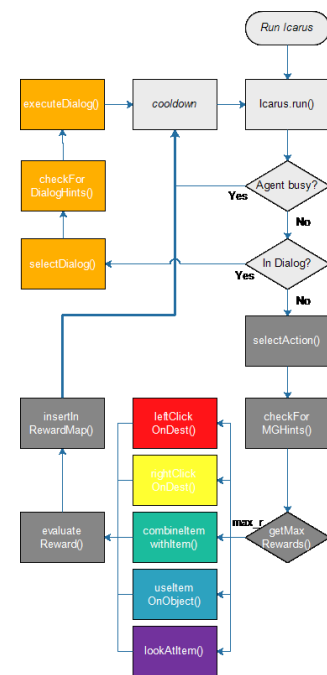 Run Icarus
executeDialog()
cooldown
Icarus.run()
checkFor
DialogHints()
Agent busy?
Yes
No
selectDialog()
In Dialog?
Yes
No
selectAction()
insertIn
RewardMap()
leftClick
OnDest()
checkFor
MGHints()
rightClick
OnDest()
max_r
evaluate
Reward()
combineItem
withItem()
getMax
Rewards()
useItem
OnObject()
lookAtItem()